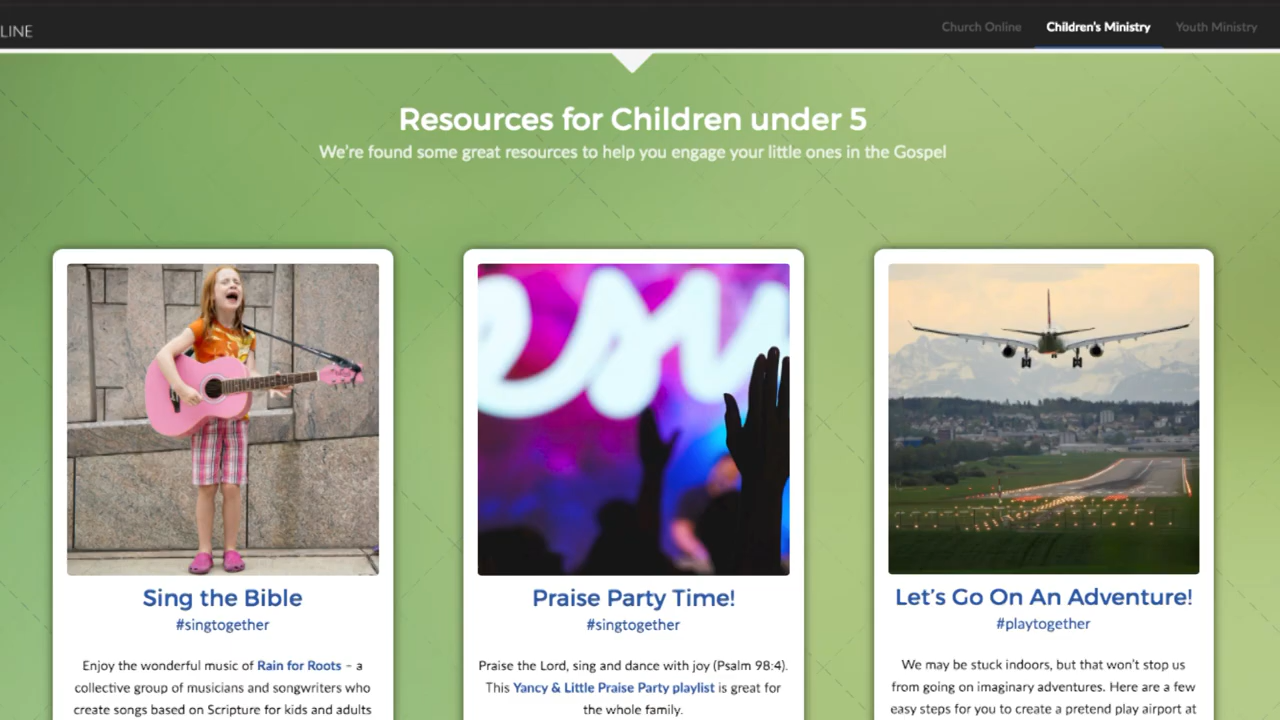 LINE
Church Online
Children's Ministry
Youth Ministry
Resources for Children under 5
We're found some great resources to help you engage your little ones in the Gospel
Sing the Bible
#singtogether
Enjoy the wonderful music of Rain for Roots – a
collective group of musicians and songwriters who
create songs based on Scripture for kids and adults
Praise Party Time!
#singtogether
Praise the Lord, sing and dance with joy (Psalm 98:4).
This Yancy & Little Praise Party playlist is great for
the whole family.
Let's Go On An Adventure!
#playtogether
We may be stuck indoors, but that won't stop us
from going on imaginary adventures. Here are a few
easy steps for you to create a pretend play airport at